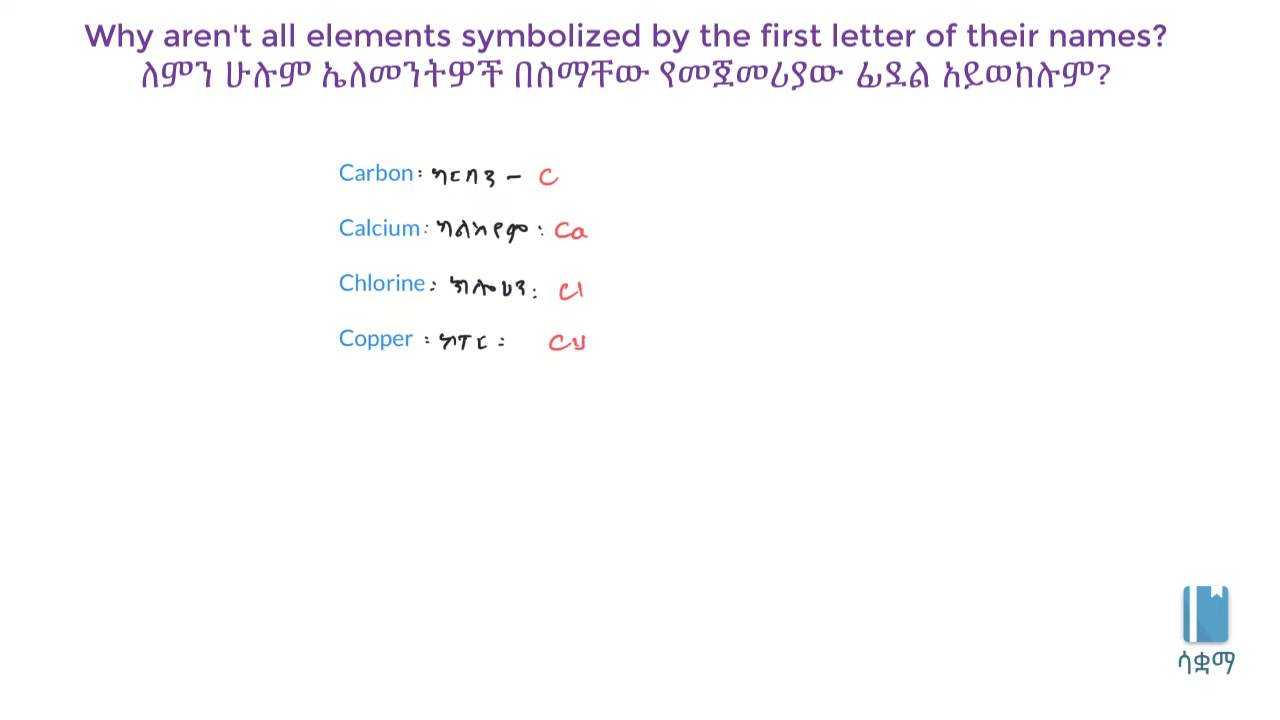 Why aren't all elements symbolized by the first letter of their names?
ለምን ሁሉም ኤለመንትዎች በስማቸው የመጀመሪያው ፊደል አይወከሉም?
Carbon: ካርቦን - C
Calcium: ካልሲየም : Ca
Chlorine: ክሎሪን: Cl
Copper : ኮፐር : Cu
ሳቋማ